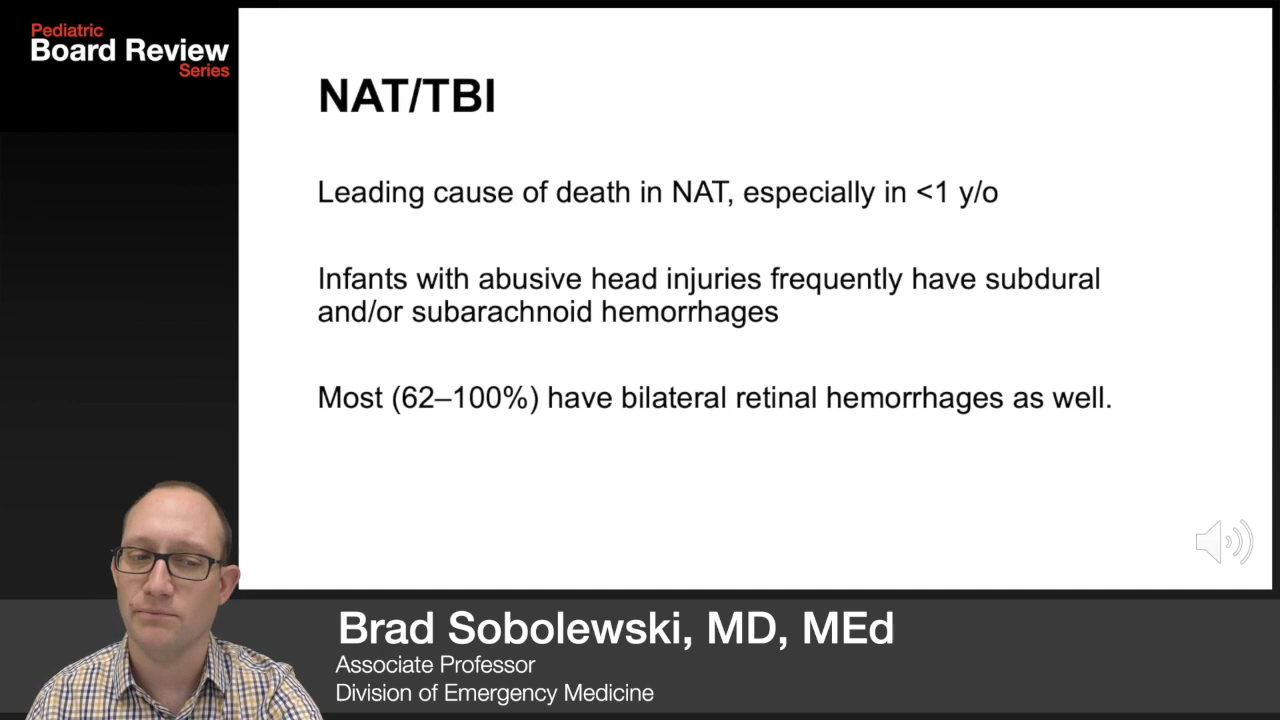 Pediatric
Board Review
Series
NAT/TBI
Leading cause of death in NAT, especially in <1 y/o
Infants with abusive head injuries frequently have subdural
and/or subarachnoid hemorrhages
Most (62–100%) have bilateral retinal hemorrhages as well.
Brad Sobolewski, MD, MEd
Associate Professor
Division of Emergency Medicine